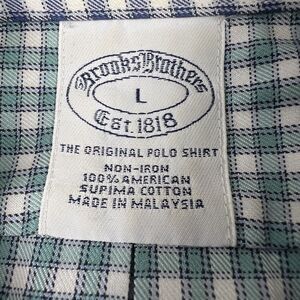 Brooks Brothers
L
Est. 1818
THE ORIGINAL POLO SHIRT
NON-IRON
100% AMERICAN
SUPIMA COTTON
MADE IN MALAYSIA